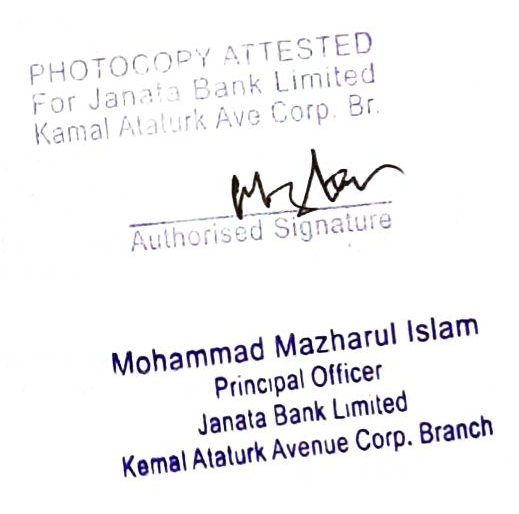 PHOTOCOPY ATTESTED
For Janata Bank Limited
Kamal Ataturk Ave Corp. Br.
Authorised Signature
Mohammad Mazharul Islam
Principal Officer
Janata Bank Limited
Kemal Ataturk Avenue Corp. Branch